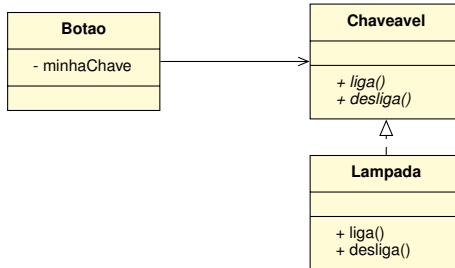 Botao
- minhaChave
Chaveavel
+ liga()
+ desliga()
Lampada
+ liga()
+ desliga()